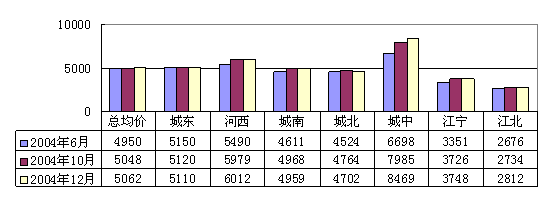 10000
5000
0
总均价 城东 河西 城南 城北 城中 江宁 江北
2004年6月 4950 5150 5490 4611 4524 6698 3351 2676
2004年10月 5048 5120 5979 4968 4764 7985 3726 2734
2004年12月 5062 5110 6012 4959 4702 8469 3748 2812